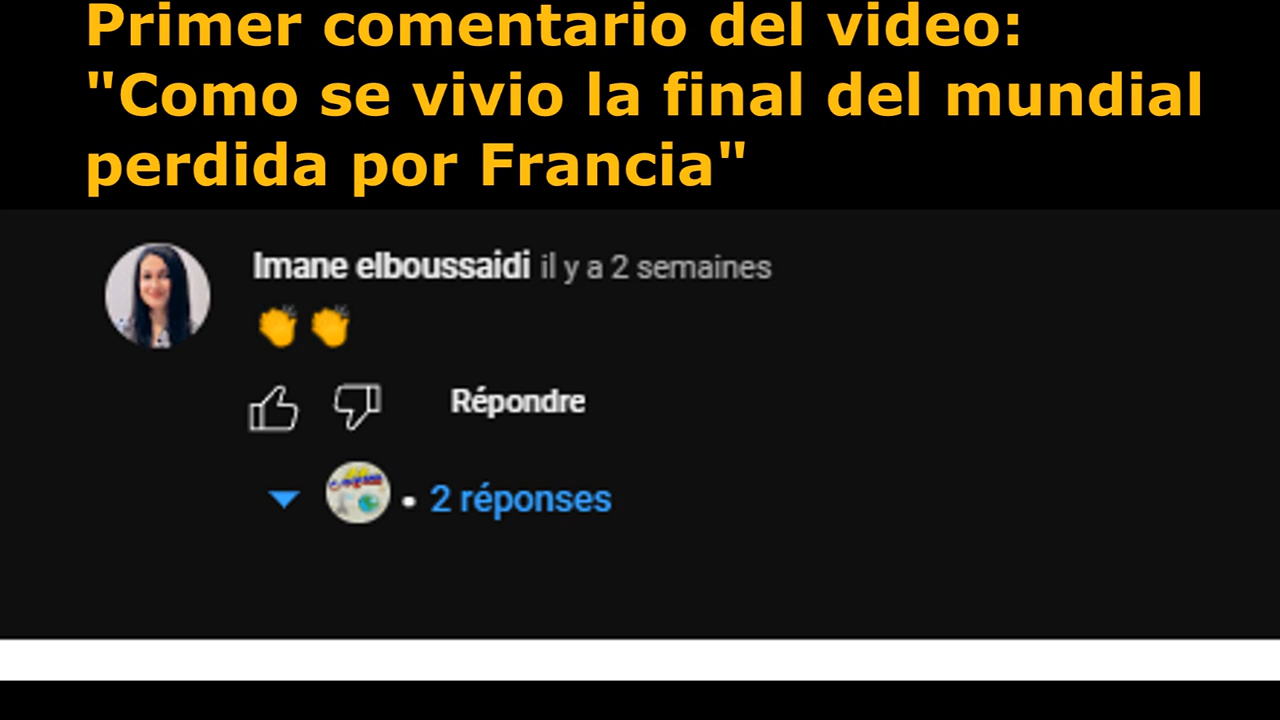 Primer comentario del video:
"Como se vivio la final del mundial
perdida por Francia"
Imane elboussaidi il y a 2 semaines
👏👏
Répondre
• 2 réponses